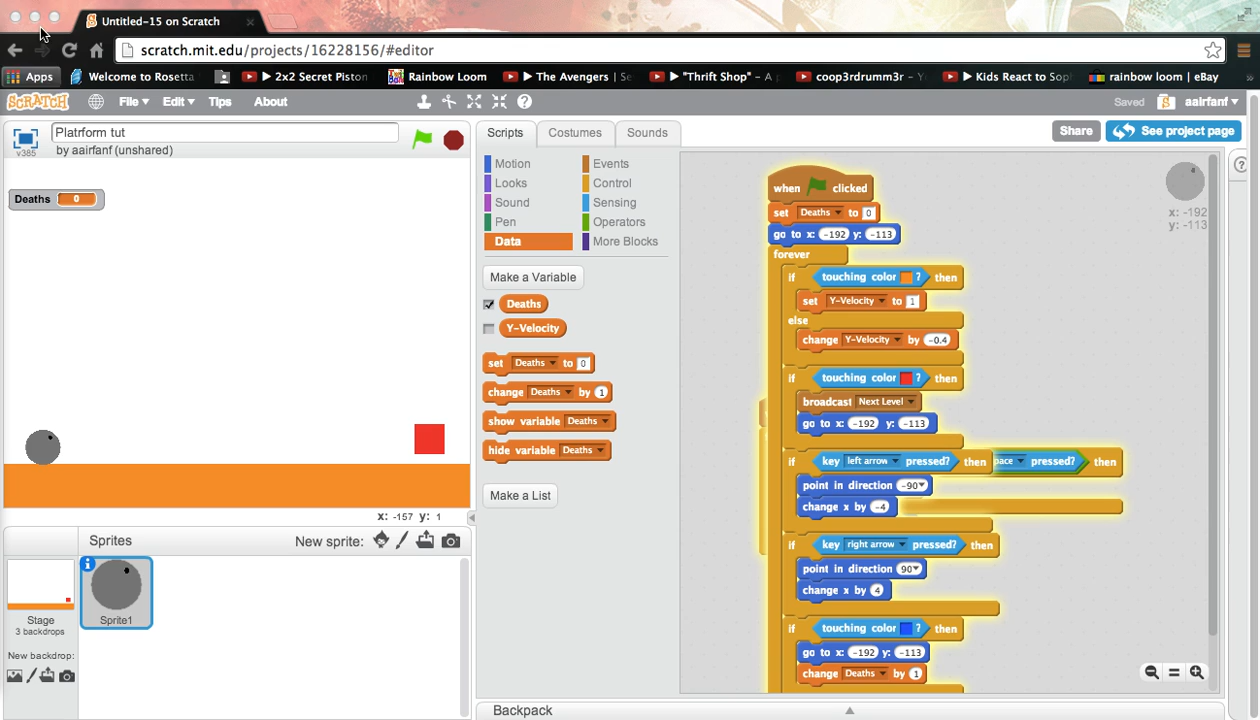 Untitled-15 on Scratch
scratch.mit.edu/projects/16228156/#editor
Apps Welcome to Rosetta 2x2 Secret Piston Rainbow Loom The Avengers | Se "Thrift Shop" - A p coop3rdrumm3r - Y Kids React to Soph rainbow loom | eBay »
SCRATCH File Edit Tips About Saved aairfanf
v385
Platrform tut
by aairfanf (unshared)
Scripts Costumes Sounds
Share See project page
Deaths 0
Motion Events
Looks Control
Sound Sensing
Pen Operators
Data More Blocks
Make a Variable
Deaths
Y-Velocity
set Deaths to 0
change Deaths by 1
show variable Deaths
hide variable Deaths
Make a List
when clicked
set Deaths to 0
go to x: -192 y: -113
forever
if touching color ? then
set Y-Velocity to 1
else
change Y-Velocity by -0.4
if touching color ? then
broadcast Next Level
go to x: -192 y: -113
if key left arrow pressed? then pace pressed? then
point in direction -90
change x by -4
if key right arrow pressed? then
point in direction 90
change x by 4
if touching color ? then
go to x: -192 y: -113
change Deaths by 1
x: -192
y: -113
x: -157 y: 1
Sprites New sprite:
Stage
3 backdrops
New backdrop:
Sprite1
Backpack